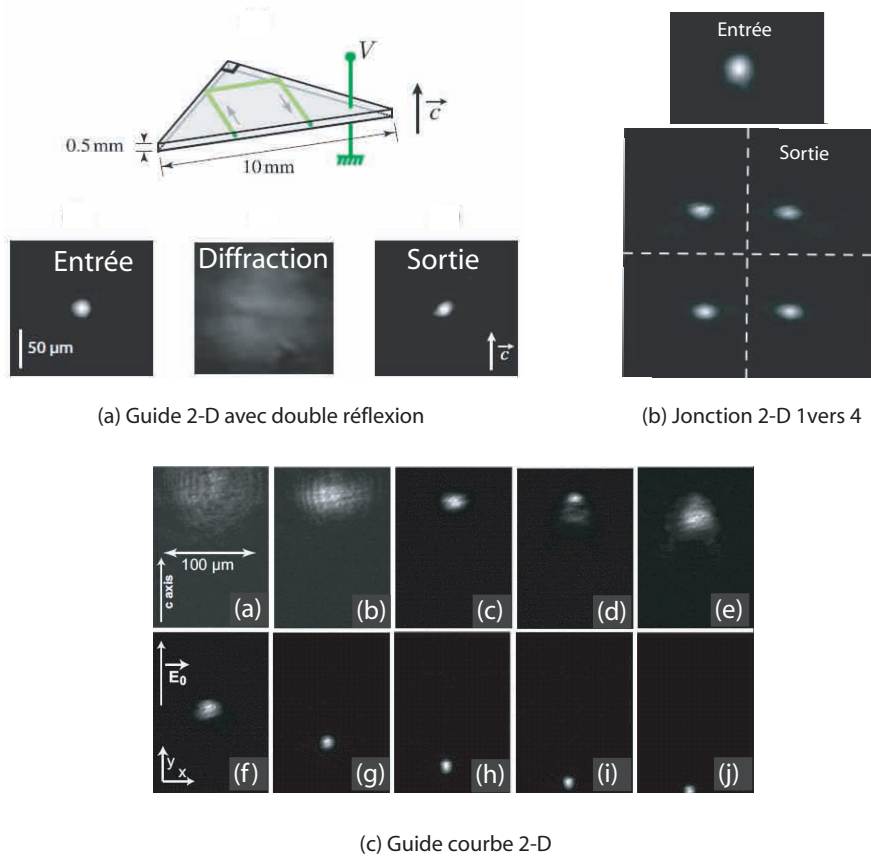 V
c
0.5 mm
10 mm
Entrée
Diffraction
Sortie
50 µm
c
(a) Guide 2-D avec double réflexion
Entrée
Sortie
(b) Jonction 2-D 1vers 4
100 µm
c axis
(a)
(b)
(c)
(d)
(e)
E₀
y
x
(f)
(g)
(h)
(i)
(j)
(c) Guide courbe 2-D